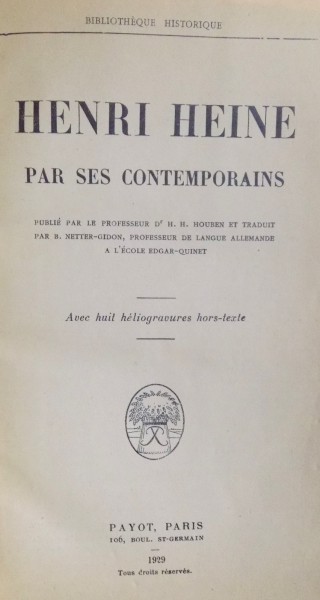 BIBLIOTHÈQUE HISTORIQUE
HENRI HEINE
PAR SES CONTEMPORAINS
PUBLIÉ PAR LE PROFESSEUR Dr H. H. HOUBEN ET TRADUIT
PAR B. NETTER-GIDON, PROFESSEUR DE LANGUE ALLEMANDE
A L'ÉCOLE EDGAR-QUINET
Avec huit héliogravures hors-texte
PAYOT, PARIS
106, BOUL. ST-GERMAIN
1929
Tous droits réservés.